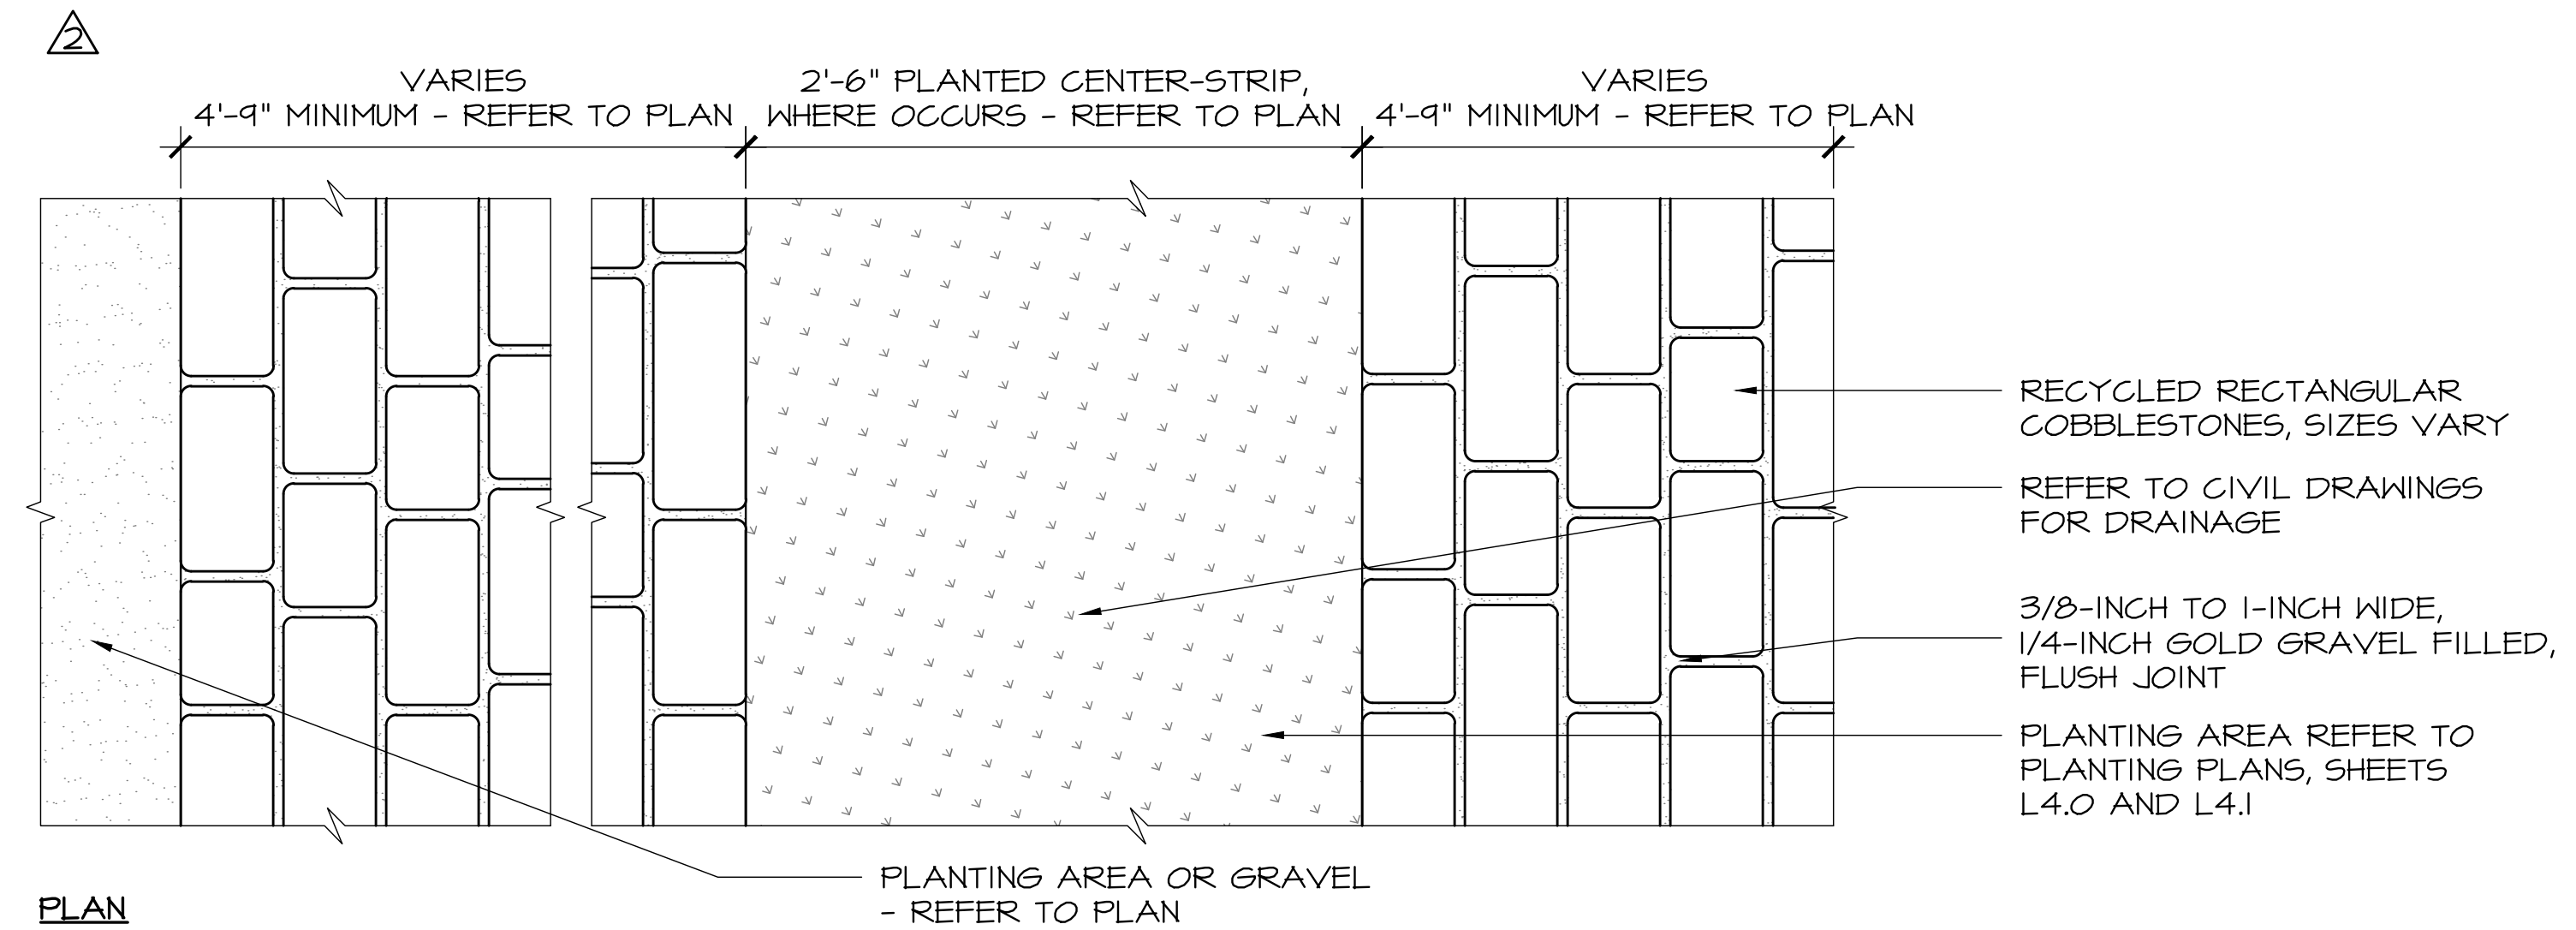 2
VARIES
4'-9" MINIMUM - REFER TO PLAN
2'-6" PLANTED CENTER-STRIP,
WHERE OCCURS - REFER TO PLAN
VARIES
4'-9" MINIMUM - REFER TO PLAN
RECYCLED RECTANGULAR
COBBLESTONES, SIZES VARY
REFER TO CIVIL DRAWINGS
FOR DRAINAGE
3/8-INCH TO 1-INCH WIDE,
1/4-INCH GOLD GRAVEL FILLED,
FLUSH JOINT
PLANTING AREA REFER TO
PLANTING PLANS, SHEETS
L4.0 AND L4.1
PLANTING AREA OR GRAVEL
- REFER TO PLAN
PLAN